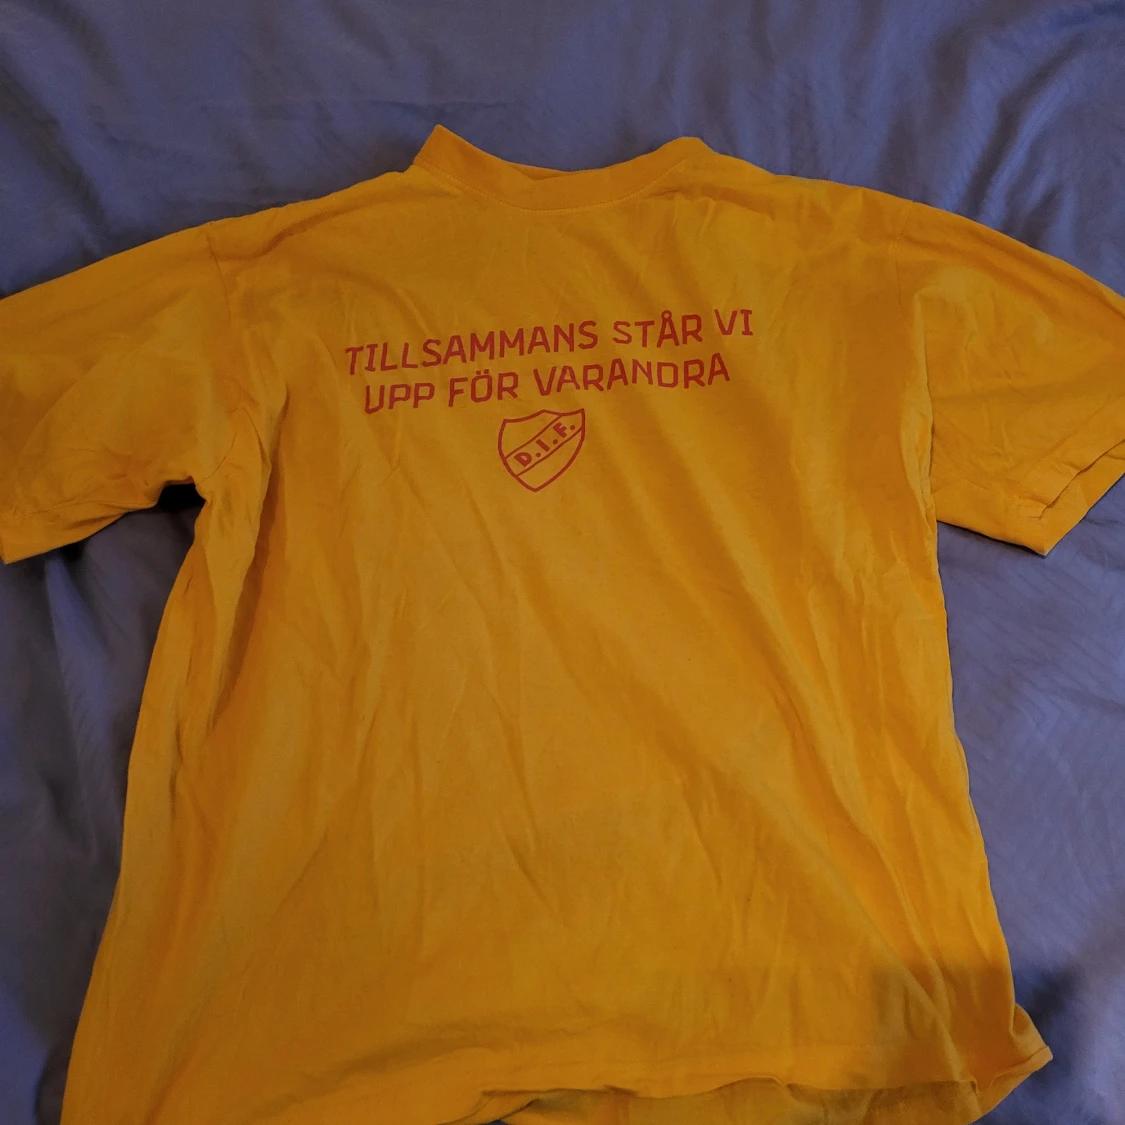 TILLSAMMANS STÅR VI
UPP FÖR VARANDRA
D.I.F.